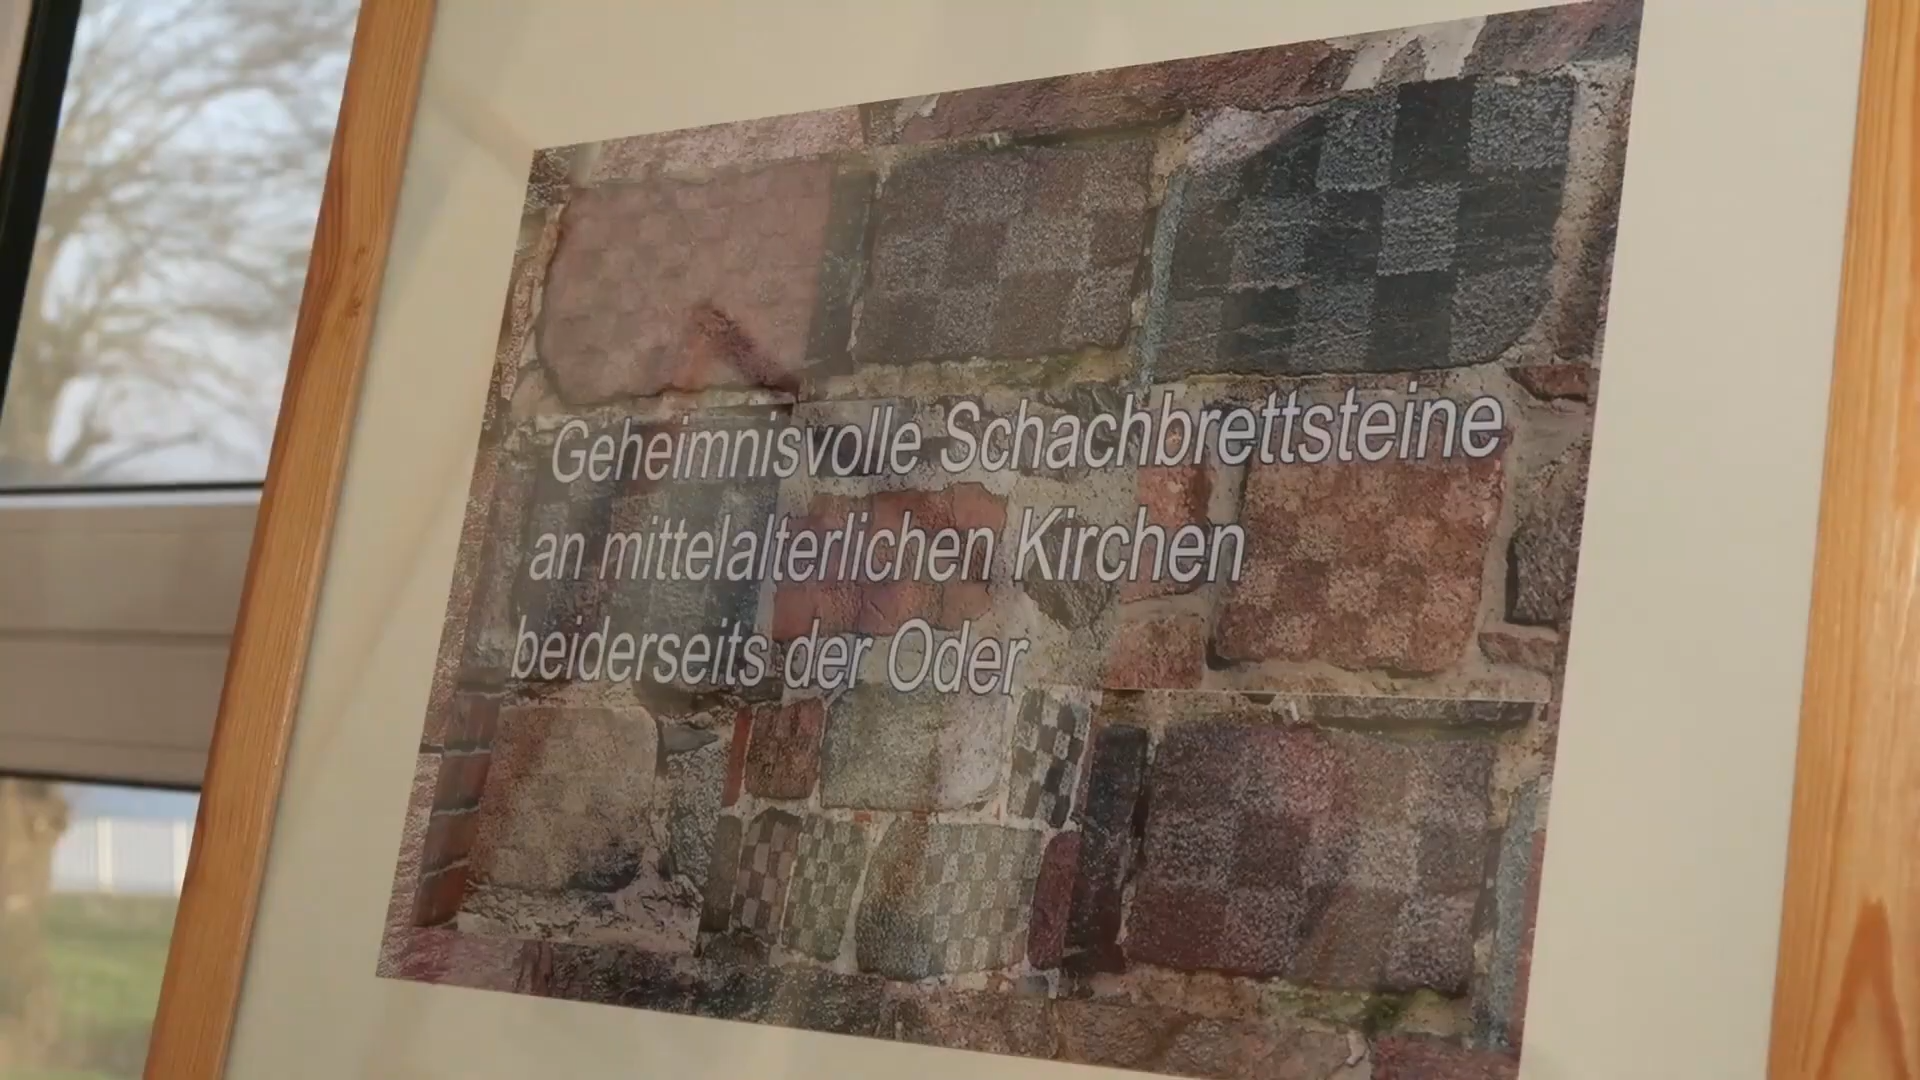 Geheimnisvolle Schachbrettsteine
an mittelalterlichen Kirchen
beiderseits der Oder